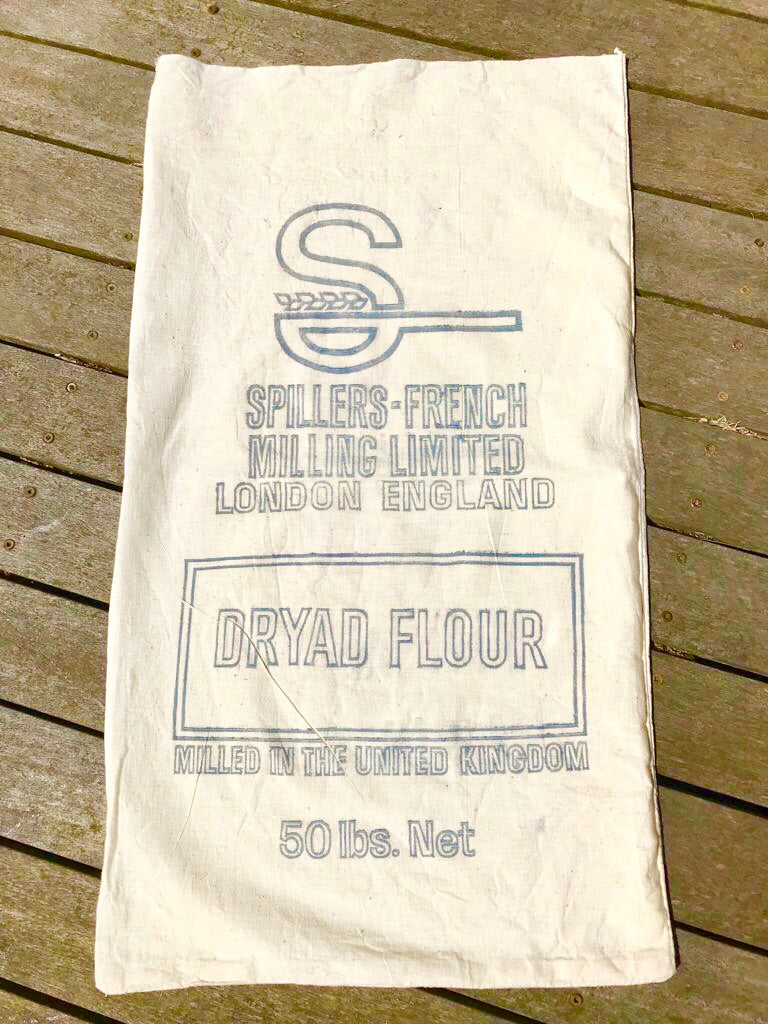 S
SPILLERS-FRENCH
MILLING LIMITED
LONDON ENGLAND
DRYAD FLOUR
MILLED IN THE UNITED KINGDOM
50 lbs. Net